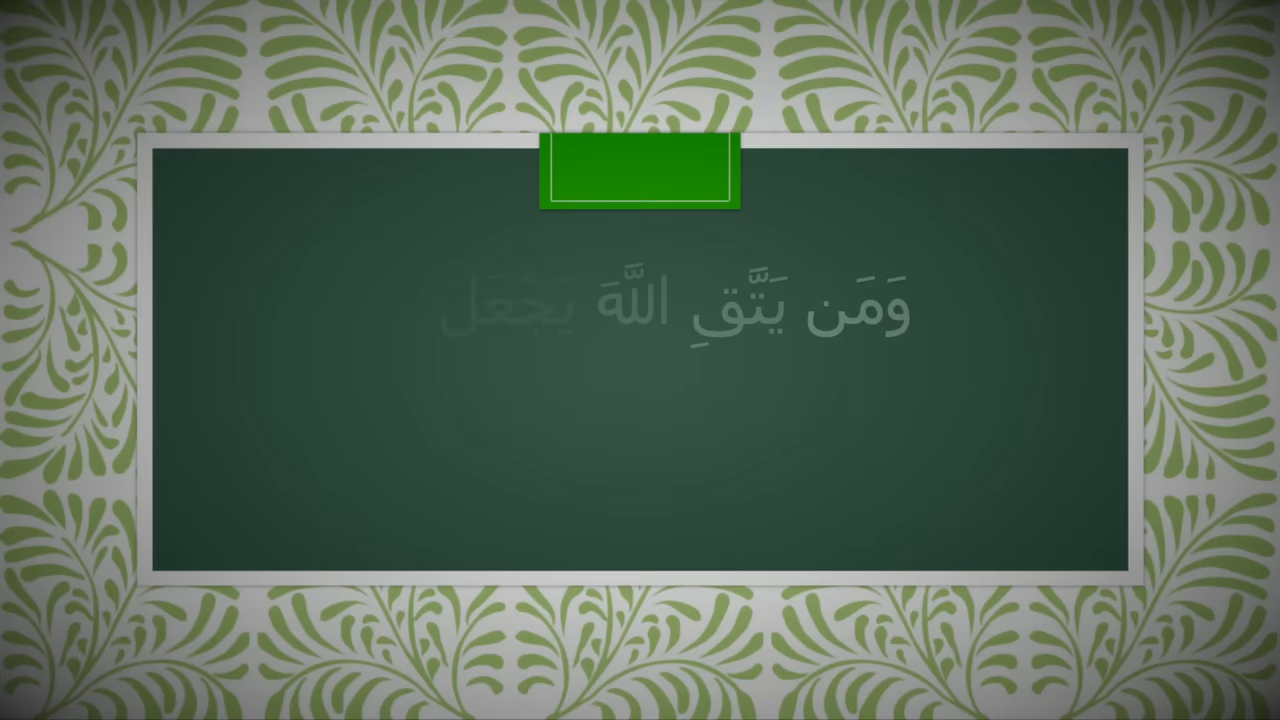 وَمَن يَتَّقِ اللَّهَ يَجْعَل